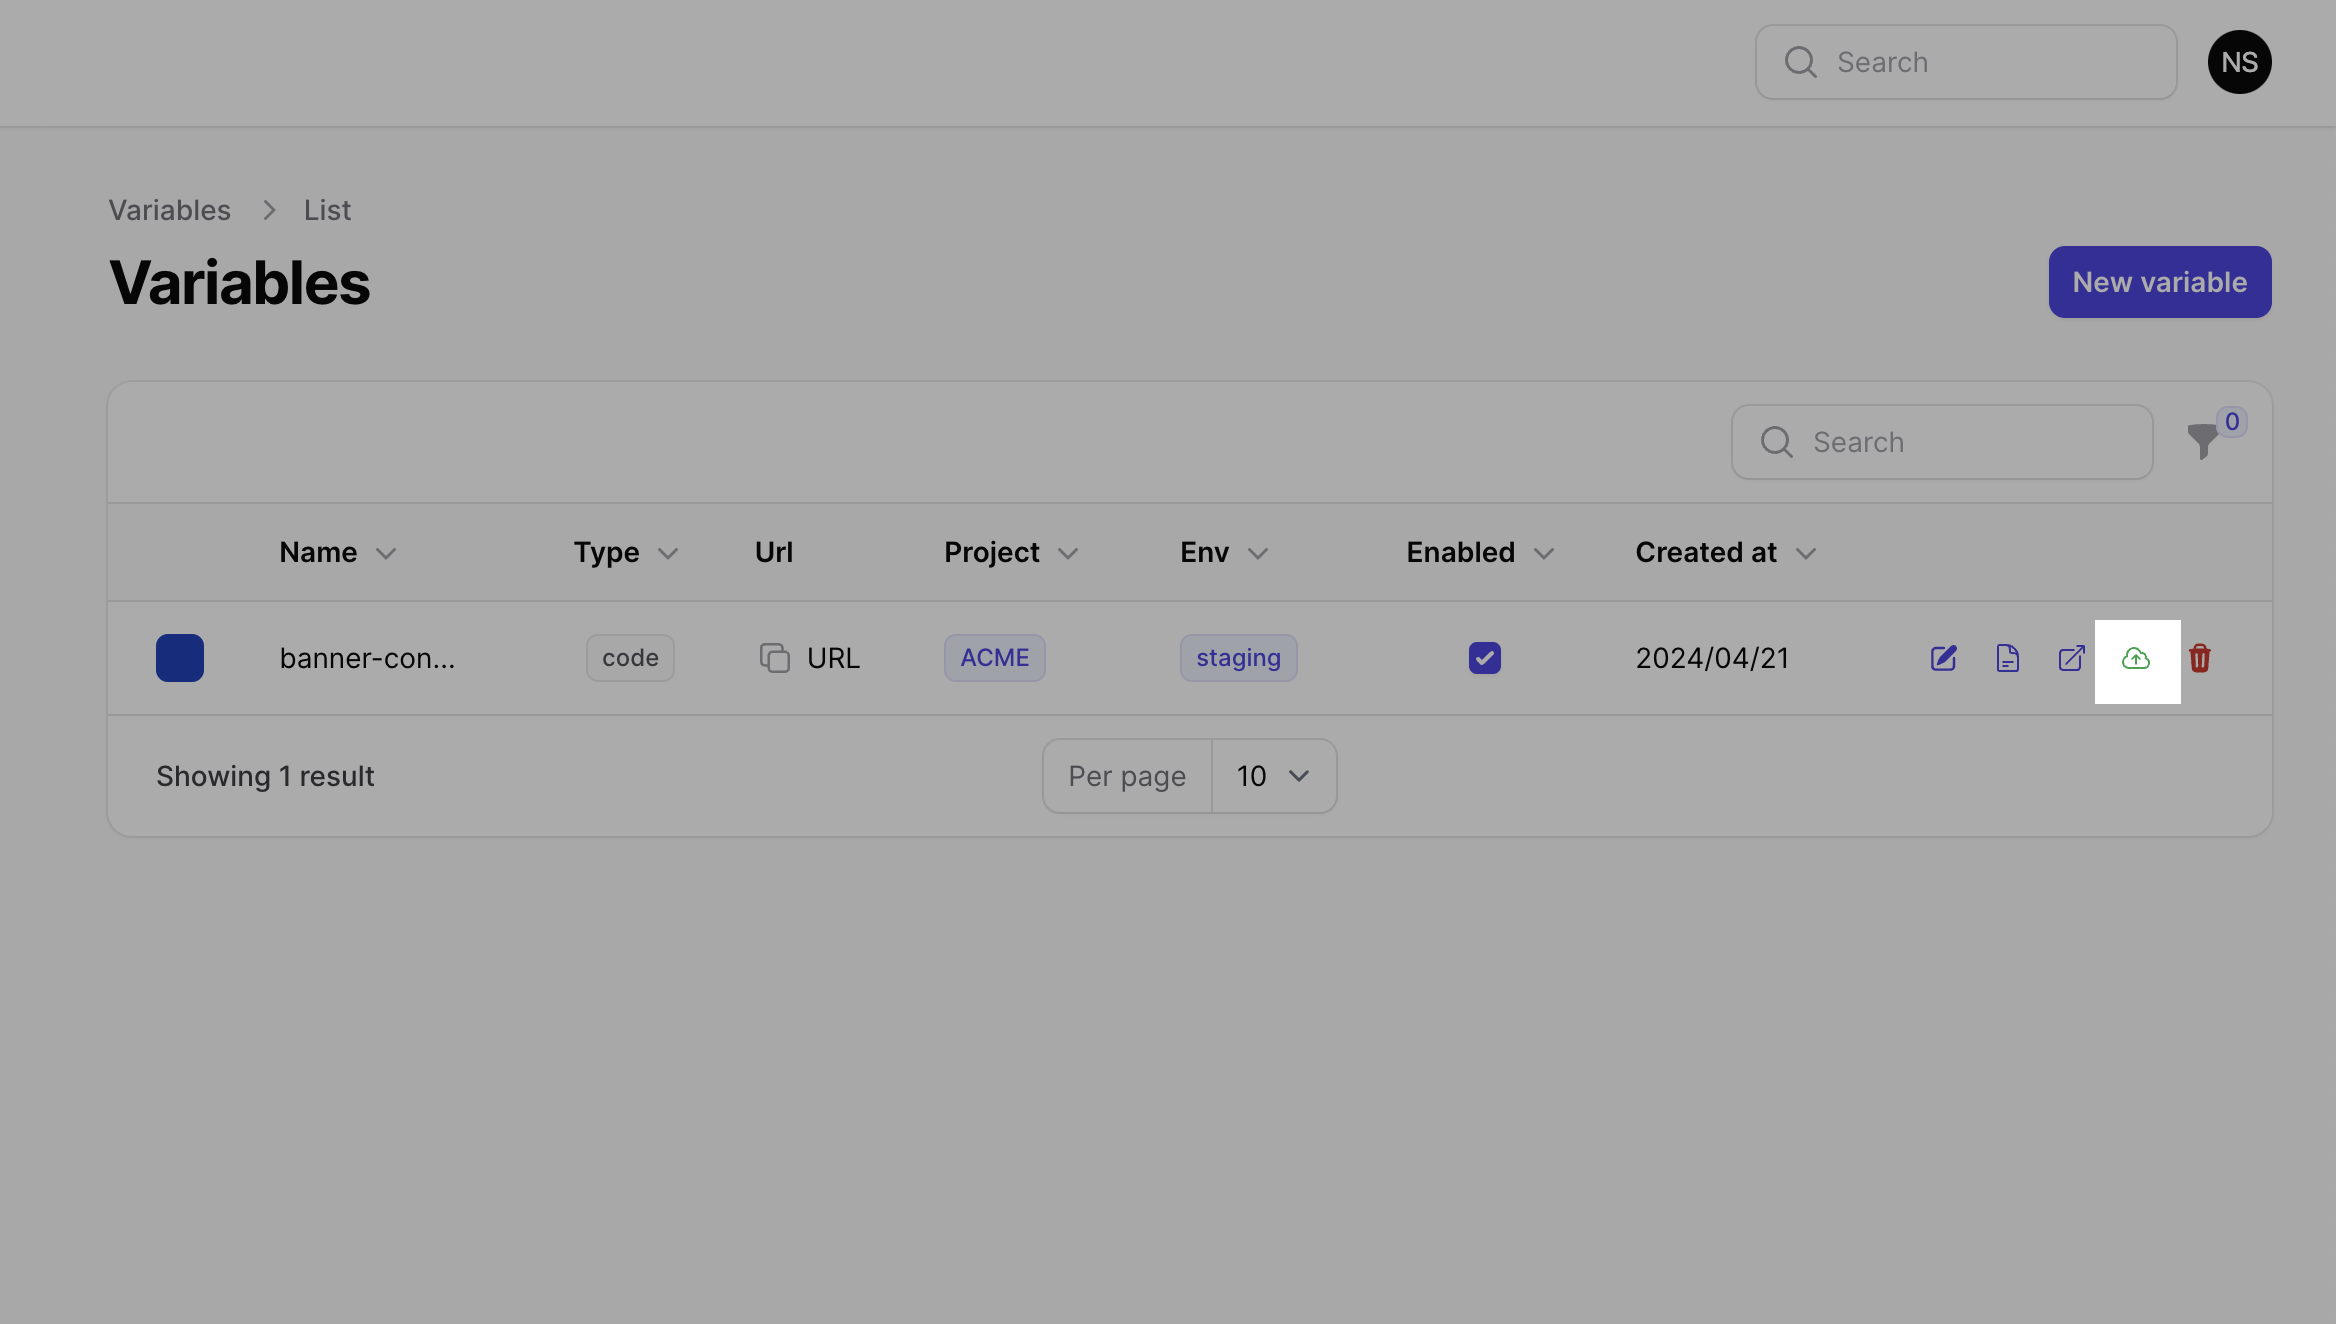 Search
NS
Variables List
Variables
New variable
Search
0
Name Type Url Project Env Enabled Created at
banner-con... code URL ACME staging 2024/04/21
Showing 1 result
Per page 10